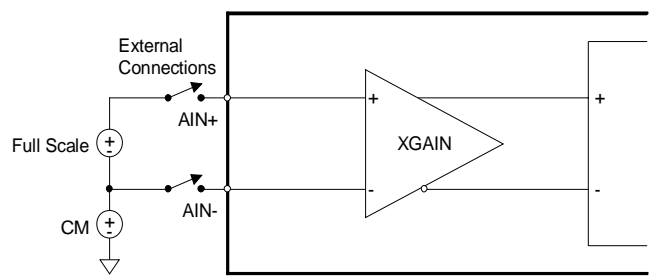 External
Connections
+
+
AIN+
+
-
Full Scale
XGAIN
-
-
AIN-
+
-
CM